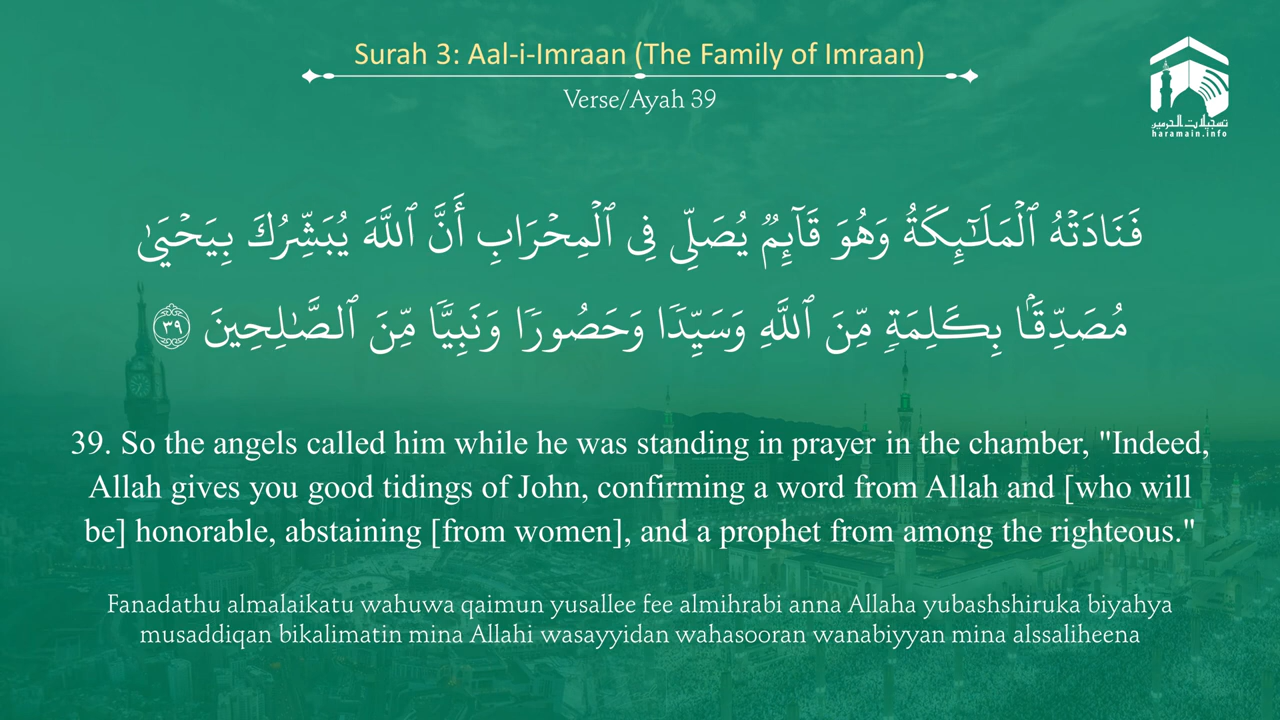 Surah 3: Aal-i-Imraan (The Family of Imraan)
Verse/Ayah 39
تسجيلات الحرمين
haramain.info
فَنَادَتْهُ ٱلْمَلَـٰٓئِكَةُ وَهُوَ قَآئِمٌ يُصَلِّى فِى ٱلْمِحْرَابِ أَنَّ ٱللَّهَ يُبَشِّرُكَ بِيَحْيَىٰ
مُصَدِّقًۢا بِكَلِمَةٍ مِّنَ ٱللَّهِ وَسَيِّدًا وَحَصُورًا وَنَبِيًّا مِّنَ ٱلصَّـٰلِحِينَ ٣٩
39. So the angels called him while he was standing in prayer in the chamber, "Indeed,
Allah gives you good tidings of John, confirming a word from Allah and [who will
be] honorable, abstaining [from women], and a prophet from among the righteous."
Fanadathu almalaikatu wahuwa qaimun yusallee fee almihrabi anna Allaha yubashshiruka biyahya
musaddiqan bikalimatin mina Allahi wasayyidan wahasooran wanabiyyan mina alssaliheena